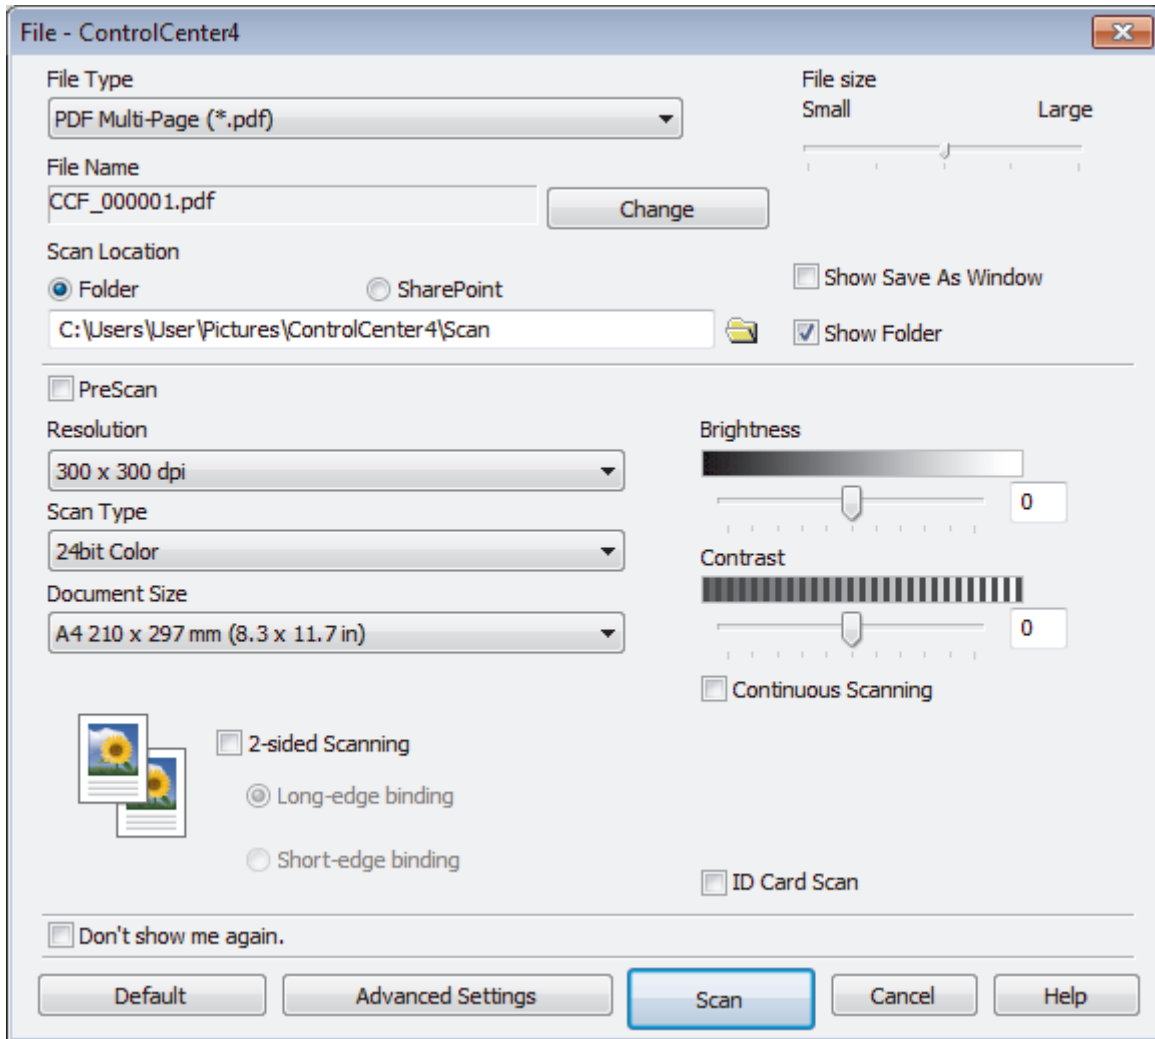 File - ControlCenter4
File Type
File size
PDF Multi-Page (*.pdf)
Small Large
File Name
CCF_000001.pdf
Change
Scan Location
Folder SharePoint
Show Save As Window
C:\Users\User\Pictures\ControlCenter4\Scan
Show Folder
PreScan
Resolution
Brightness
300 x 300 dpi
0
Scan Type
24bit Color
Contrast
Document Size
A4 210 x 297 mm (8.3 x 11.7 in)
0
Continuous Scanning
2-sided Scanning
Long-edge binding
Short-edge binding
ID Card Scan
Don't show me again.
Default Advanced Settings Scan Cancel Help